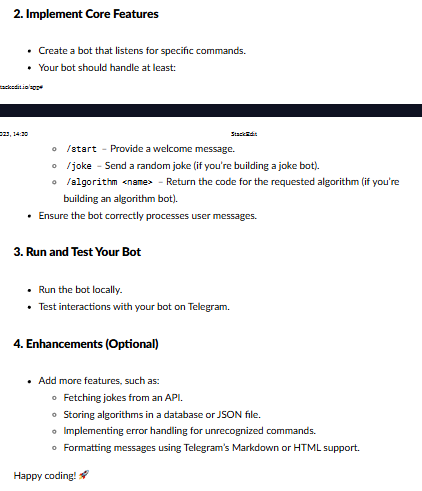 2. Implement Core Features
• Create a bot that listens for specific commands.
• Your bot should handle at least:
tackedit.io/app#
023, 14:30
StackEdit
◦ /start – Provide a welcome message.
◦ /joke – Send a random joke (if you're building a joke bot).
◦ /algorithm <name> – Return the code for the requested algorithm (if you're
building an algorithm bot).
• Ensure the bot correctly processes user messages.
3. Run and Test Your Bot
• Run the bot locally.
• Test interactions with your bot on Telegram.
4. Enhancements (Optional)
• Add more features, such as:
◦ Fetching jokes from an API.
◦ Storing algorithms in a database or JSON file.
◦ Implementing error handling for unrecognized commands.
◦ Formatting messages using Telegram's Markdown or HTML support.
Happy coding! 🚀